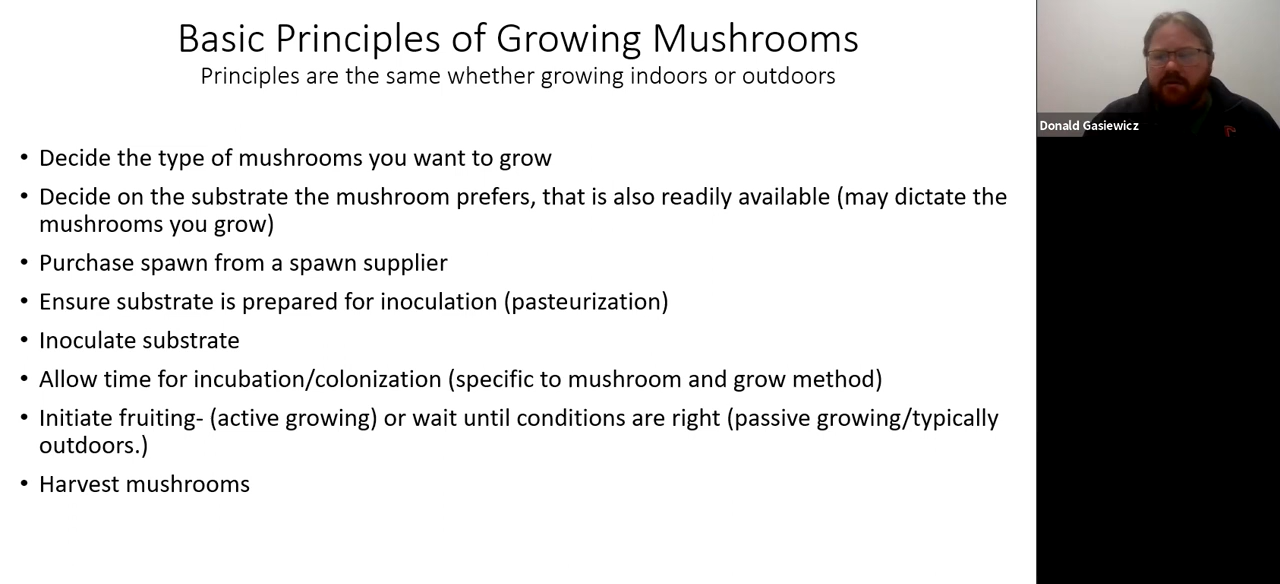 Basic Principles of Growing Mushrooms
Principles are the same whether growing indoors or outdoors
Donald Gasiewicz
• Decide the type of mushrooms you want to grow
• Decide on the substrate the mushroom prefers, that is also readily available (may dictate the
mushrooms you grow)
• Purchase spawn from a spawn supplier
• Ensure substrate is prepared for inoculation (pasteurization)
• Inoculate substrate
• Allow time for incubation/colonization (specific to mushroom and grow method)
• Initiate fruiting- (active growing) or wait until conditions are right (passive growing/typically
outdoors.)
• Harvest mushrooms